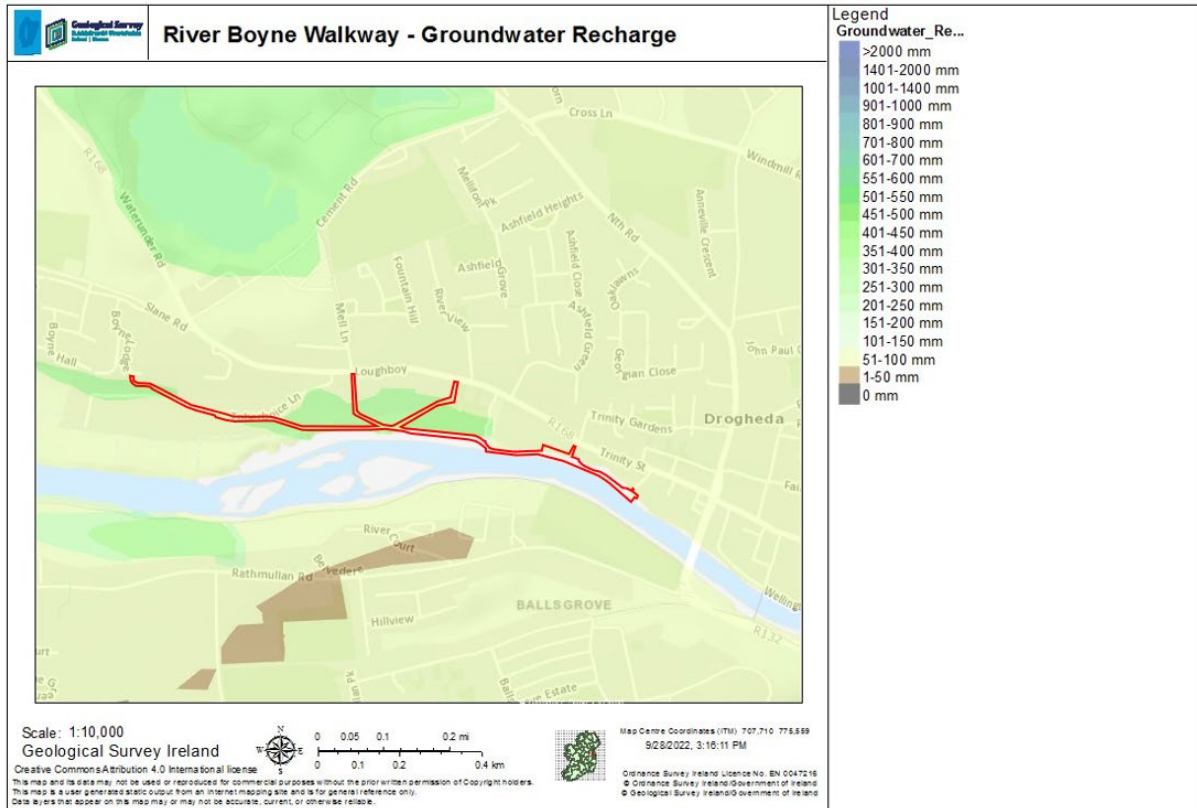 Geological Survey
River Boyne Walkway - Groundwater Recharge
Legend
Groundwater_Re...
>2000 mm
1401-2000 mm
1001-1400 mm
901-1000 mm
801-900 mm
701-800 mm
601-700 mm
551-600 mm
501-550 mm
451-500 mm
401-450 mm
351-400 mm
301-350 mm
251-300 mm
201-250 mm
151-200 mm
101-150 mm
51-100 mm
1-50 mm
0 mm
Cross Ln
R168
Windmill R
Cement Rd
Mellifon Pk
Waterunder Rd
Ashfield Heights
Nth Rd
Anneville Crescent
Fountain Hill
Ashfield Grove
Ashfield Close
Oaklawns
River View
Slane Rd
Mell Ln
Ashfield Green
Boyne Hall
Boyne Lodge
John Paul C
Loughboy
Georgian Close
Toberboice Ln
Trinity Gardens
Drogheda
R168
Trinity St
Fai
River Court
Belvedere
Rathmullan Rd
BALLSGROVE
Welling
Hillview
R132
lan Pk
Estate
Scale: 1:10,000
Geological Survey Ireland
Creative Commons Attribution 4.0 International license
This map and its data may not be used or reproduced for commercial purposes without the prior written permission of Copyright holders.
This map is a user generated static output from an Internet mapping site and is for general reference only.
Data layers that appear on this map may or may not be accurate, current, or otherwise reliable.
N
W E
S
0 0.05 0.1 0.2 mi
0 0.1 0.2 0.4 km
Map Centre Coordinates (ITM) 707,710 775,559
9/28/2022, 3:16:11 PM
Ordnance Survey Ireland Licence No. EN 0047216
© Ordnance Survey Ireland/Government of Ireland
© Geological Survey Ireland/Government of Ireland